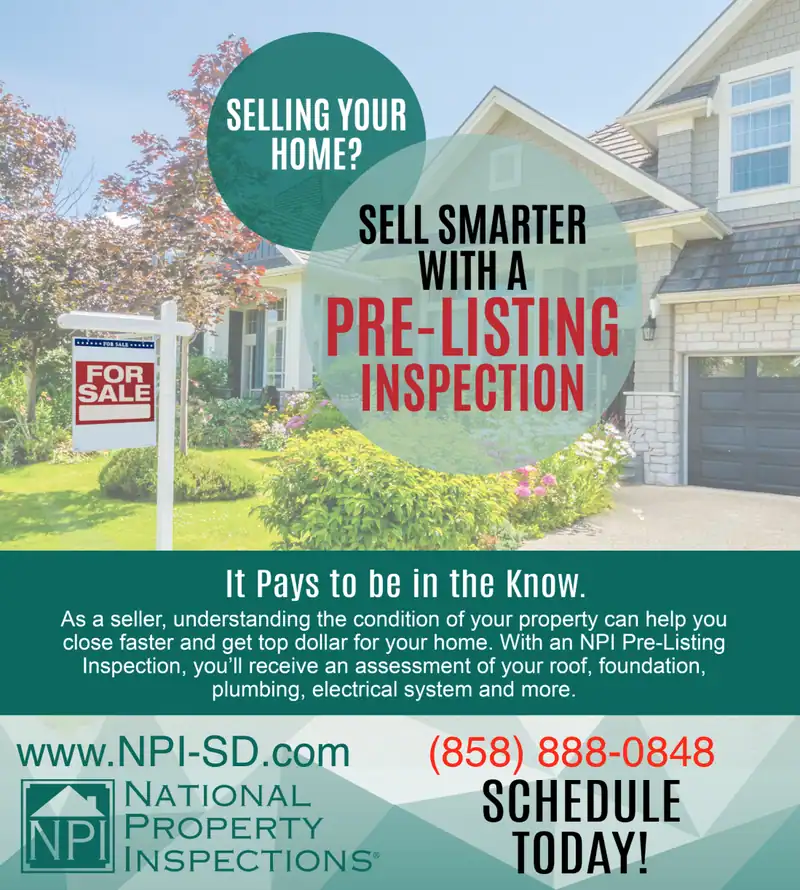 SELLING YOUR
HOME?
SELL SMARTER
WITH A
PRE-LISTING
INSPECTION
FOR SALE
FOR
SALE
It Pays to be in the Know.
As a seller, understanding the condition of your property can help you
close faster and get top dollar for your home. With an NPI Pre-Listing
Inspection, you'll receive an assessment of your roof, foundation,
plumbing, electrical system and more.
www.NPI-SD.com
(858) 888-0848
NPI
NATIONAL
PROPERTY
INSPECTIONS®
SCHEDULE
TODAY!